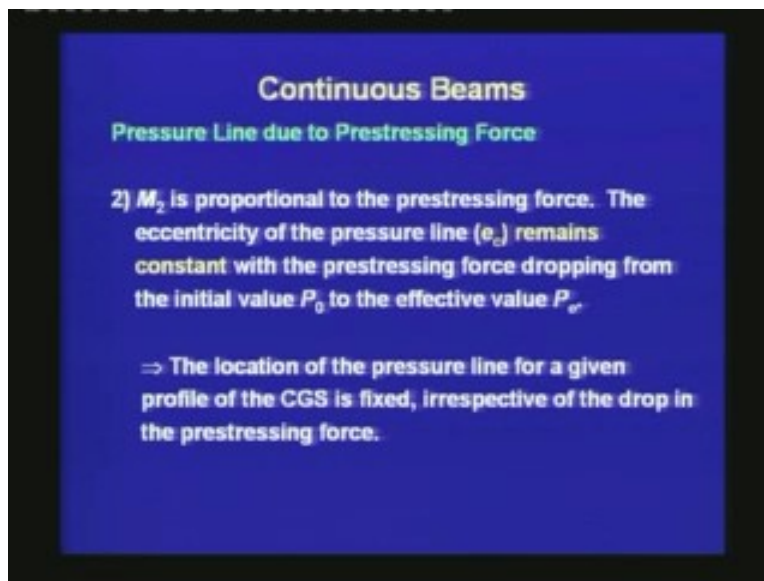 Continuous Beams
Pressure Line due to Prestressing Force
2) M₂ is proportional to the prestressing force. The
eccentricity of the pressure line (e_c) remains
constant with the prestressing force dropping from
the initial value P₀ to the effective value Pₑ.
⇒ The location of the pressure line for a given
profile of the CGS is fixed, irrespective of the drop in
the prestressing force.